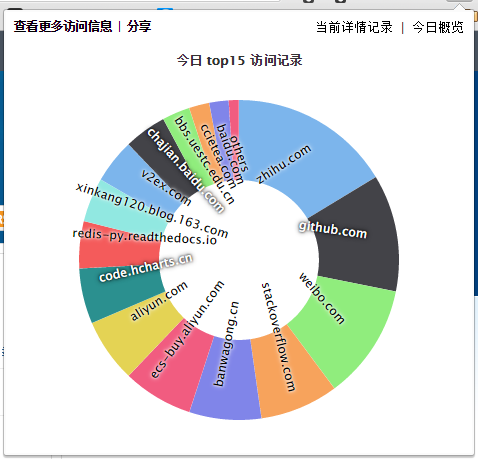 查看更多访问信息 | 分享
当前详情记录 | 今日概览
今日 top15 访问记录
zhihu.com
github.com
weibo.com
stackoverflow.com
banwagong.cn
ecs-buy.aliyun.com
aliyun.com
code.hcharts.cn
redis-py.readthedocs.io
xinkang120.blog.163.com
v2ex.com
chajian.baidu.com
bbs.uestc.edu.cn
ccietea.com
baidu.com
others